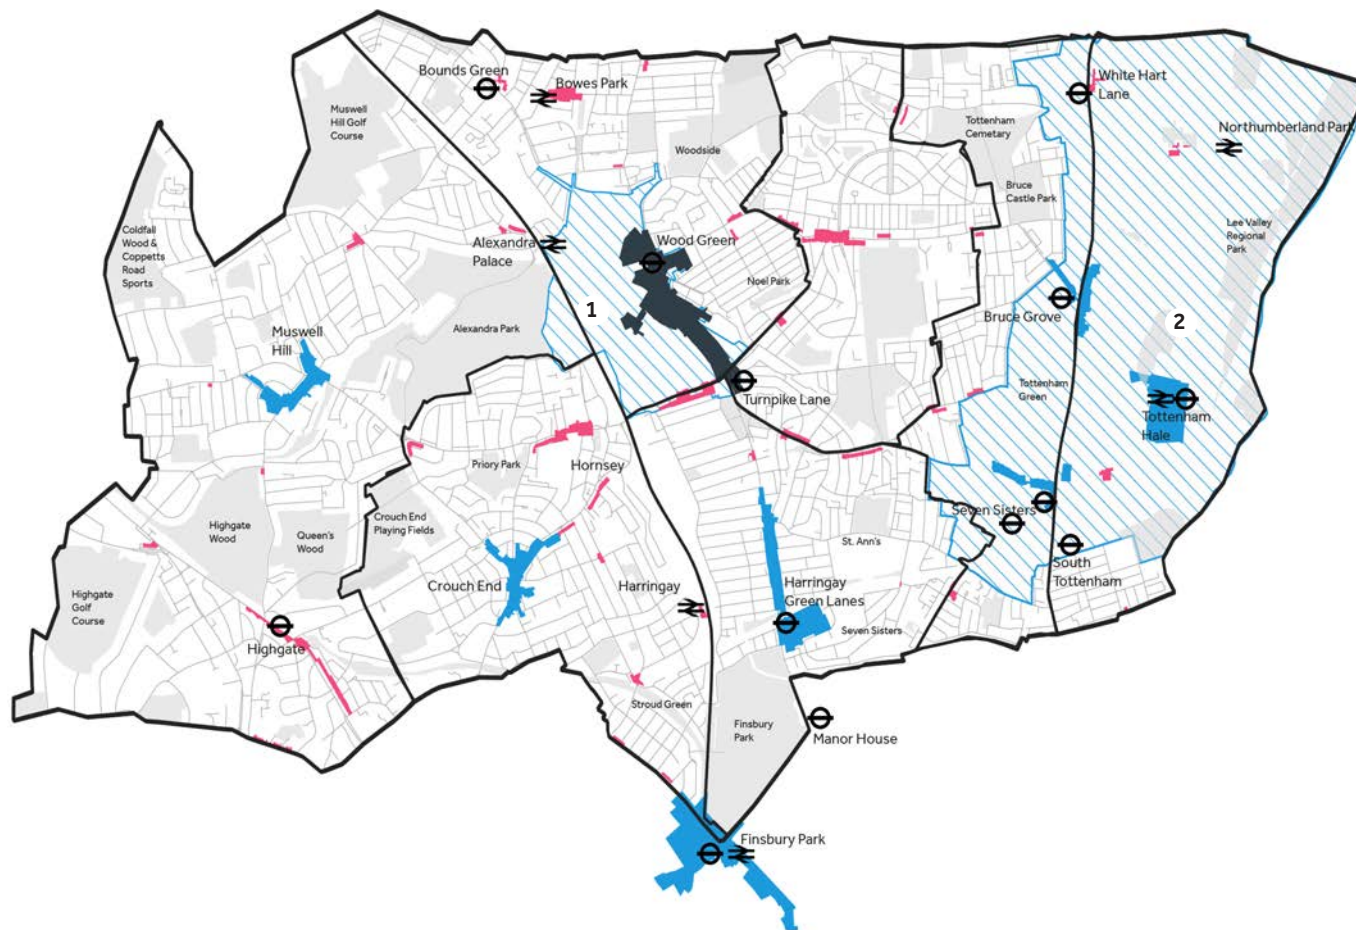 Bounds Green
Bowes Park
White Hart
Lane
Muswell
Hill Golf
Course
Tottenham
Cemetery
Northumberland Park
Woodside
Bruce
Castle Park
Coldfall
Wood &
Coppetts
Road
Sports
Alexandra
Palace
Wood Green
Lee Valley
Regional
Park
Noel Park
1
Bruce Grove
2
Muswell
Hill
Alexandra Park
Tottenham
Green
Turnpike Lane
Tottenham
Hale
Priory Park
Hornsey
Crouch End
Playing Fields
Highgate
Wood
Queen's
Wood
Seven Sisters
St. Ann's
South
Tottenham
Highgate
Golf
Course
Crouch End
Harringay
Harringay
Green Lanes
Seven Sisters
Highgate
Stroud Green
Finsbury
Park
Manor House
Finsbury Park